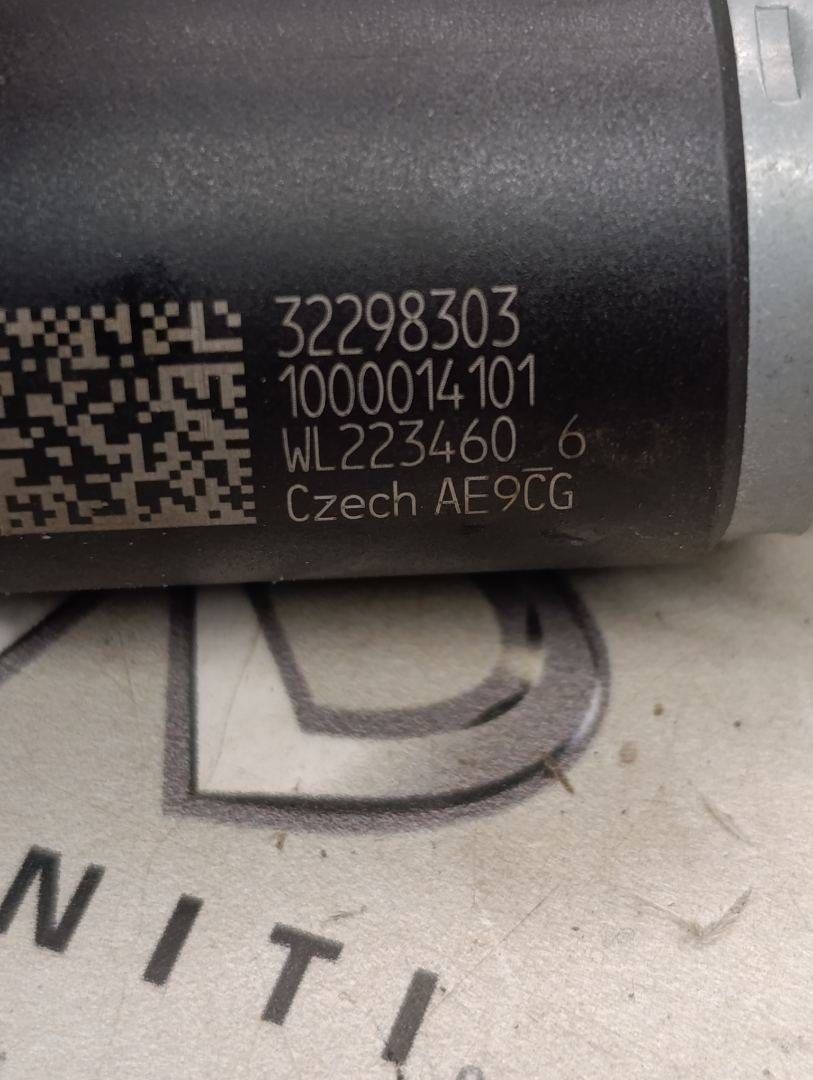 32298303
1000014101
WL223460_6
Czech AE9CG
D
NITI